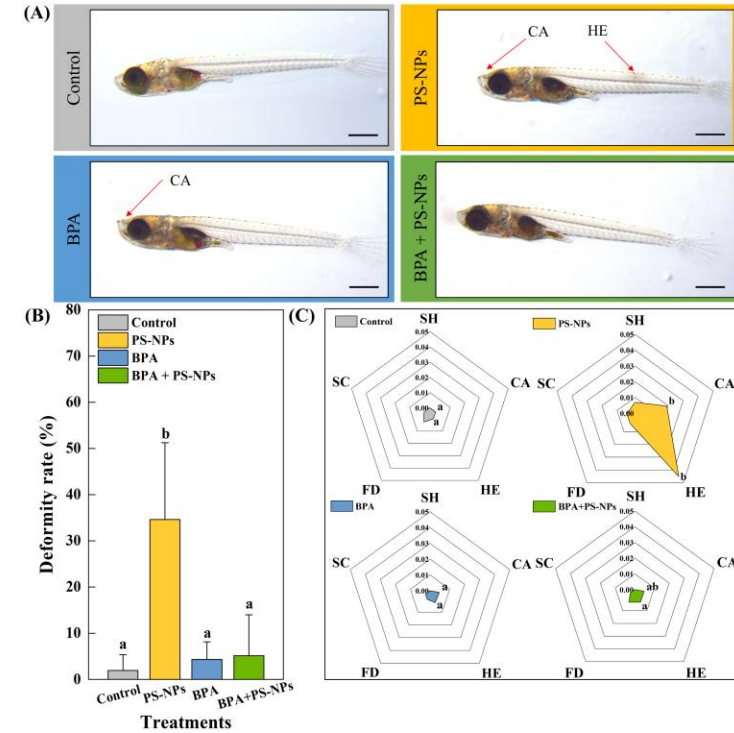 (A)
Control
CA
HE
PS-NPs
CA
BPA
BPA + PS-NPs
(B)
80
70
60
50
40
30
20
10
0
Deformity rate (%)
Control
PS-NPs
BPA
BPA + PS-NPs
a
b
a
a
Control
PS-NPs
BPA
BPA+PS-NPs
Treatments
(C)
Control
SH
0.05
0.04
0.03
0.02
0.01
0.00
SC
CA
a
a
FD
HE
PS-NPs
SH
0.05
0.04
0.03
0.02
0.01
0.00
SC
CA
b
b
FD
HE
BPA
SH
0.05
0.04
0.03
0.02
0.01
0.00
SC
CA
a
a
FD
HE
BPA+PS-NPs
SH
0.05
0.04
0.03
0.02
0.01
0.00
SC
CA
ab
a
FD
HE